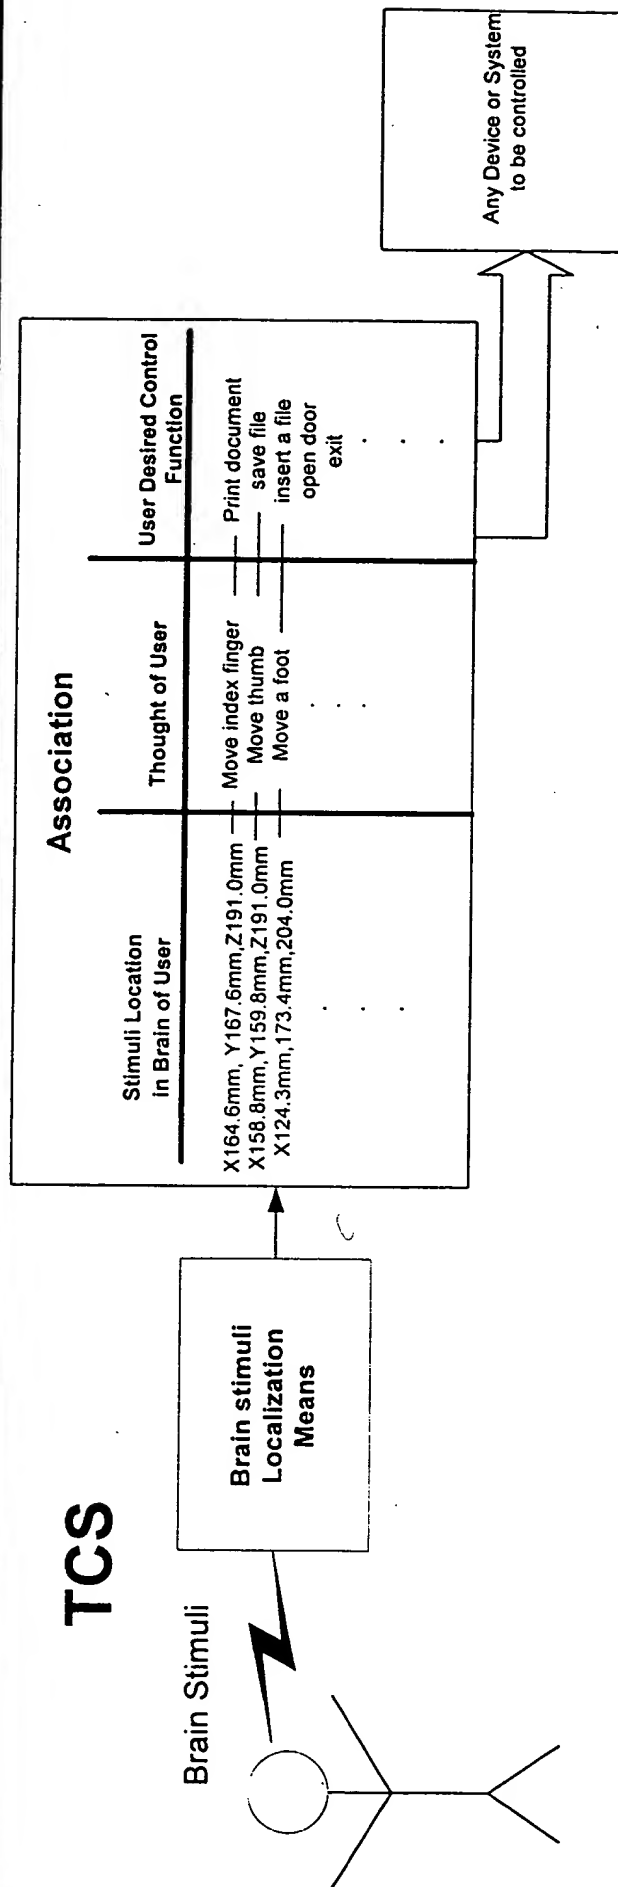 TCS
Brain Stimuli
Brain stimuli
Localization
Means
Association
Stimuli Location
in Brain of User
Thought of User
User Desired Control
Function
X164.6mm, Y167.6mm,Z191.0mm — Move index finger — Print document
X158.8mm,Y159.8mm,Z191.0mm — Move thumb — save file
X124.3mm,173.4mm,204.0mm — Move a foot — insert a file
open door
exit
Any Device or System
to be controlled